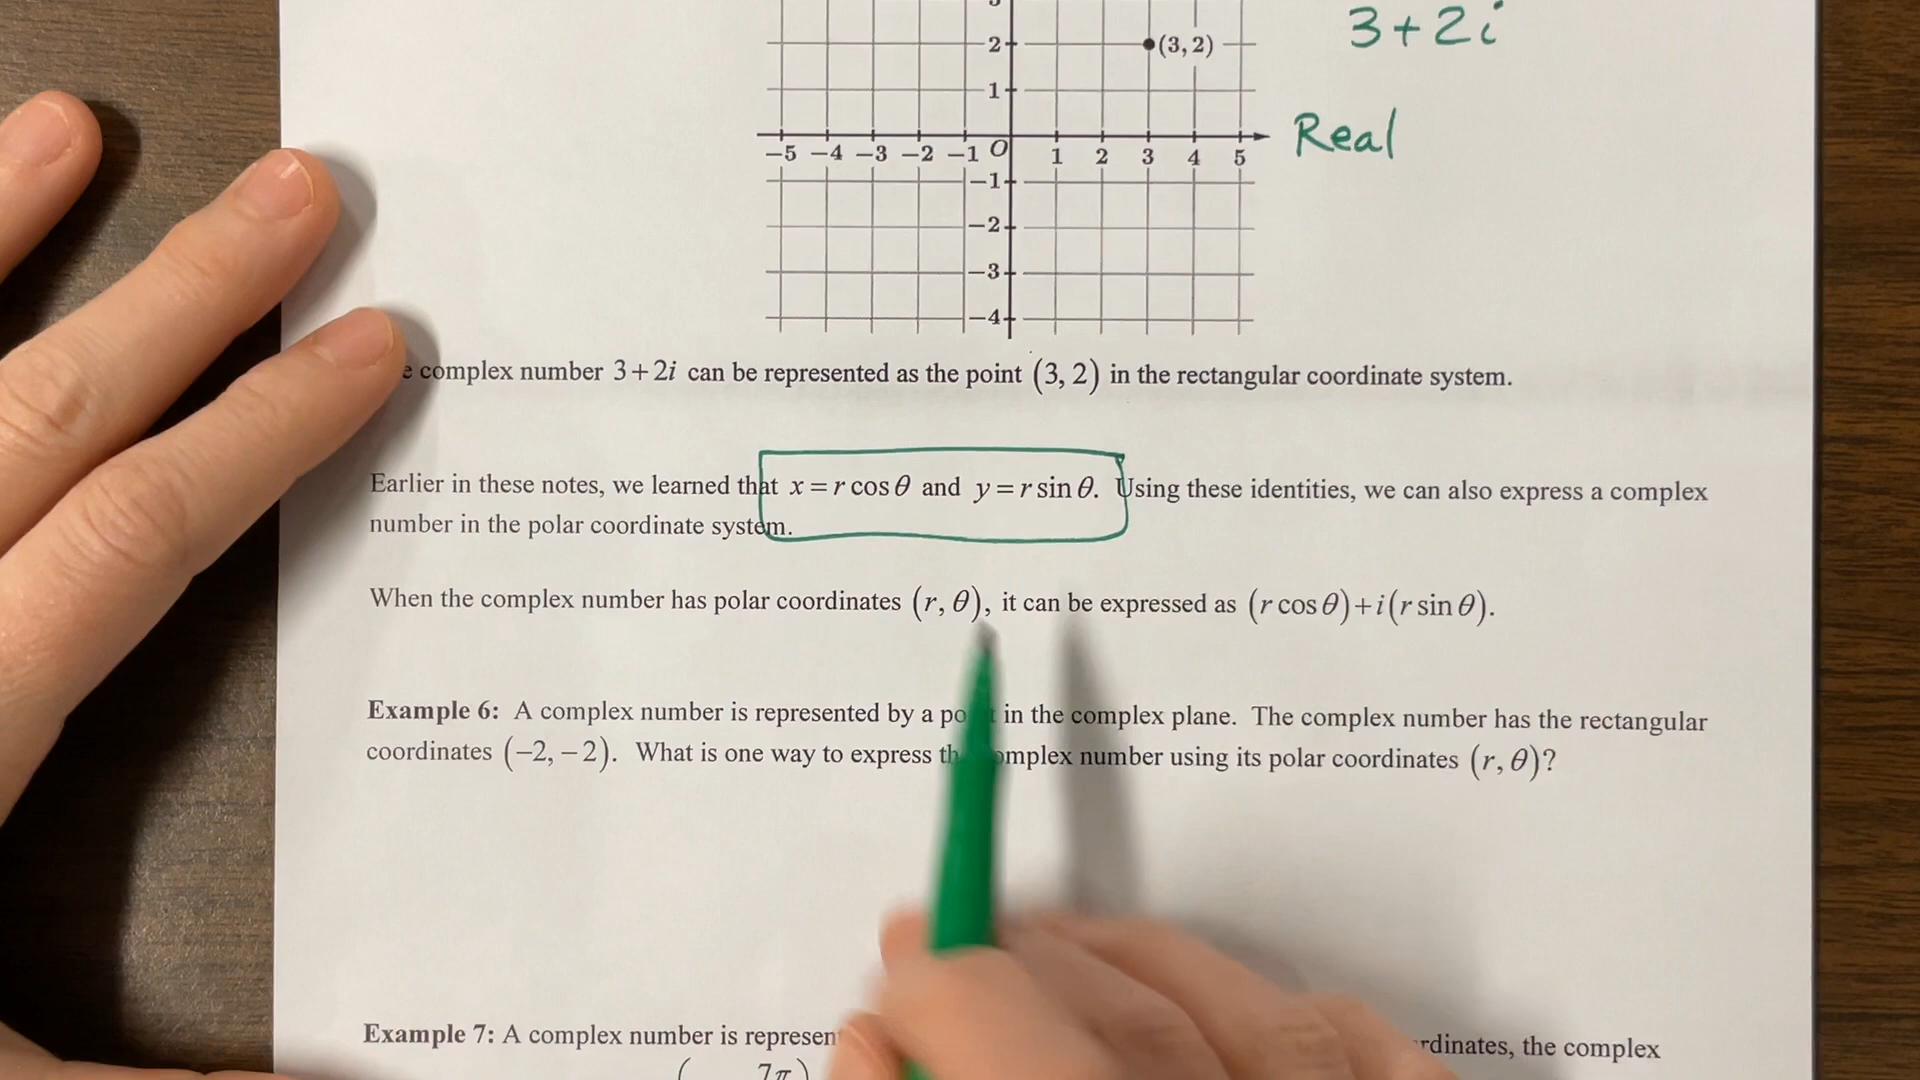 3+2i
2 (3, 2)
1
Real
−5 −4 −3 −2 −1 O 1 2 3 4 5
−1
−2
−3
−4
complex number 3+2i can be represented as the point (3, 2) in the rectangular coordinate system.
Earlier in these notes, we learned that x = r cos θ and y = r sin θ. Using these identities, we can also express a complex
number in the polar coordinate system.
When the complex number has polar coordinates (r, θ), it can be expressed as (r cos θ)+i(r sin θ).
Example 6: A complex number is represented by a in the complex plane. The complex number has the rectangular
coordinates (−2, −2). What is one way to express complex number using its polar coordinates (r, θ)?
Example 7: A complex number is the complex
7π